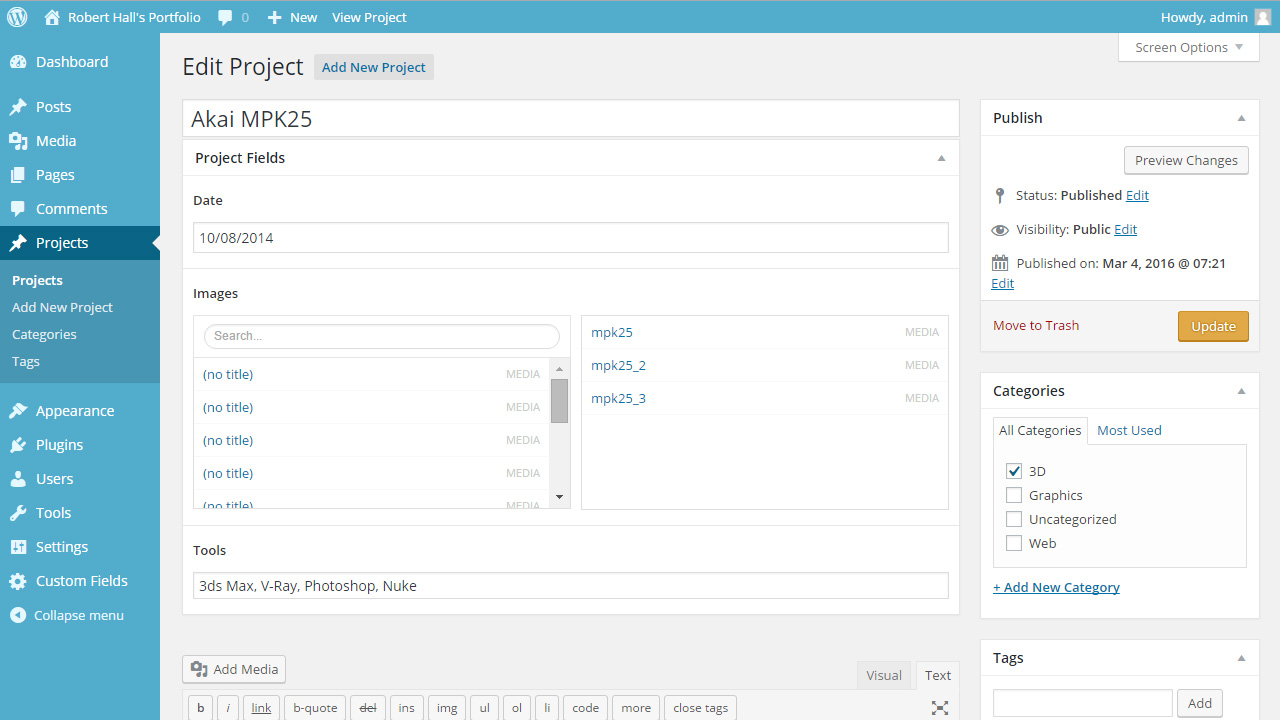 Robert Hall's Portfolio 0 New View Project Howdy, admin
Screen Options
Dashboard
Posts
Media
Pages
Comments
Projects
Projects
Add New Project
Categories
Tags
Appearance
Plugins
Users
Tools
Settings
Custom Fields
Collapse menu
Edit Project Add New Project
Akai MPK25
Project Fields
Date
10/08/2014
Images
Search...
(no title) MEDIA
(no title) MEDIA
(no title) MEDIA
(no title) MEDIA
(no title) MEDIA
mpk25 MEDIA
mpk25_2 MEDIA
mpk25_3 MEDIA
Tools
3ds Max, V-Ray, Photoshop, Nuke
Add Media
Visual Text
b i link b-quote del ins img ul ol li code more close tags
Publish
Preview Changes
Status: Published Edit
Visibility: Public Edit
Published on: Mar 4, 2016 @ 07:21
Edit
Move to Trash Update
Categories
All Categories Most Used
3D
Graphics
Uncategorized
Web
+ Add New Category
Tags
Add